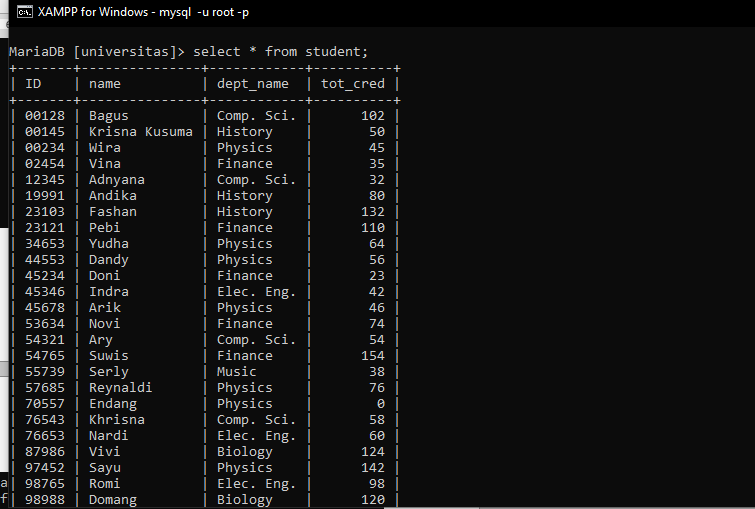 XAMPP for Windows - mysql -u root -p
MariaDB [universitas]> select * from student;
+-------+---------------+------------+----------+
| ID    | name          | dept_name  | tot_cred |
+-------+---------------+------------+----------+
| 00128 | Bagus         | Comp. Sci. |      102 |
| 00145 | Krisna Kusuma | History    |       50 |
| 00234 | Wira          | Physics    |       45 |
| 02454 | Vina          | Finance    |       35 |
| 12345 | Adnyana       | Comp. Sci. |       32 |
| 19991 | Andika        | History    |       80 |
| 23103 | Fashan        | History    |      132 |
| 23121 | Pebi          | Finance    |      110 |
| 34653 | Yudha         | Physics    |       64 |
| 44553 | Dandy         | Physics    |       56 |
| 45234 | Doni          | Finance    |       23 |
| 45346 | Indra         | Elec. Eng. |       42 |
| 45678 | Arik          | Physics    |       46 |
| 53634 | Novi          | Finance    |       74 |
| 54321 | Ary           | Comp. Sci. |       54 |
| 54765 | Suwis         | Finance    |      154 |
| 55739 | Serly         | Music      |       38 |
| 57685 | Reynaldi      | Physics    |       76 |
| 70557 | Endang        | Physics    |        0 |
| 76543 | Khrisna       | Comp. Sci. |       58 |
| 76653 | Nardi         | Elec. Eng. |       60 |
| 87986 | Vivi          | Biology    |      124 |
| 97452 | Sayu          | Physics    |      142 |
| 98765 | Romi          | Elec. Eng. |       98 |
| 98988 | Domang        | Biology    |      120 |